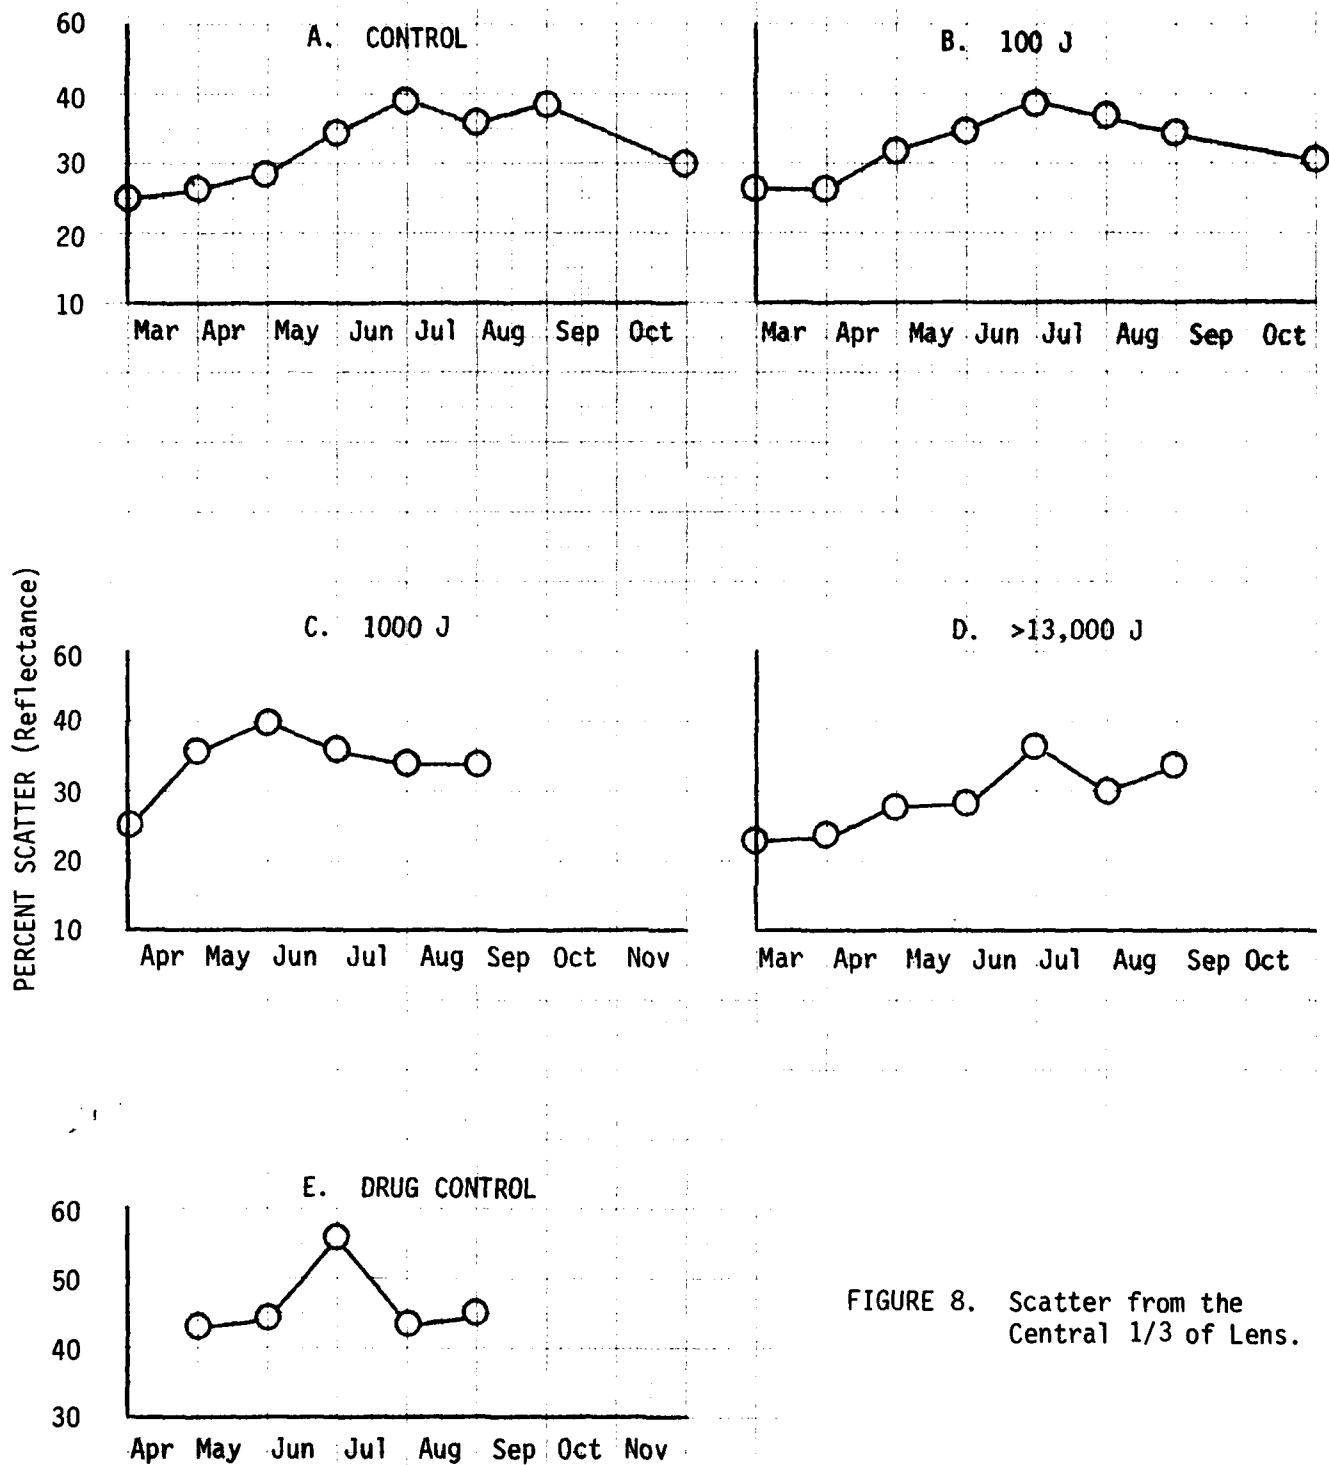 A. CONTROL
60
40
30
20
10
Mar Apr May Jun Jul Aug Sep Oct
B. 100 J
Mar Apr May Jun Jul Aug Sep Oct
PERCENT SCATTER (Reflectance)
C. 1000 J
60
40
30
20
10
Apr May Jun Jul Aug Sep Oct Nov
D. >13,000 J
Mar Apr May Jun Jul Aug Sep Oct
E. DRUG CONTROL
60
50
40
30
Apr May Jun Jul Aug Sep Oct Nov
FIGURE 8. Scatter from the
Central 1/3 of Lens.